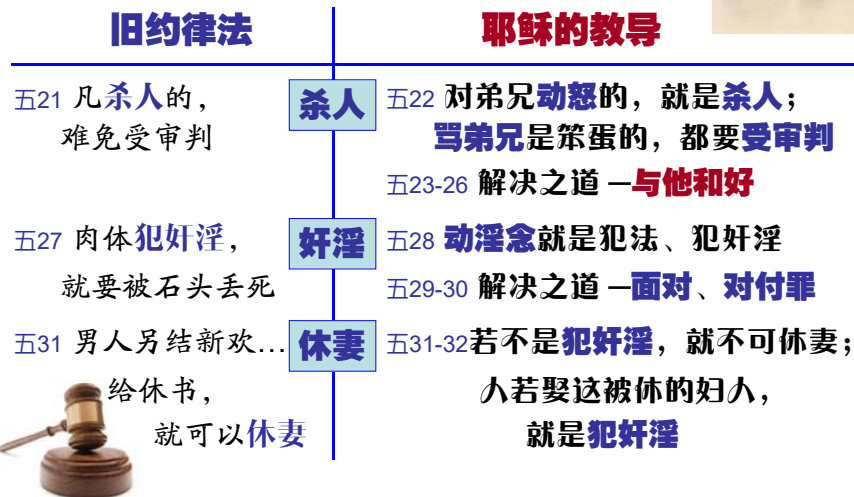 旧约律法
耶稣的教导
五21 凡杀人的，
难免受审判
杀人
五22 对弟兄动怒的，就是杀人；
骂弟兄是笨蛋的，都要受审判
五23-26 解决之道 —与他和好
五27 肉体犯奸淫，
就要被石头丢死
奸淫
五28 动淫念就是犯法、犯奸淫
五29-30 解决之道 —面对、对付罪
五31 男人另结新欢…
给休书，
就可以休妻
休妻
五31-32若不是犯奸淫，就不可休妻；
人若娶这被休的妇人，
就是犯奸淫